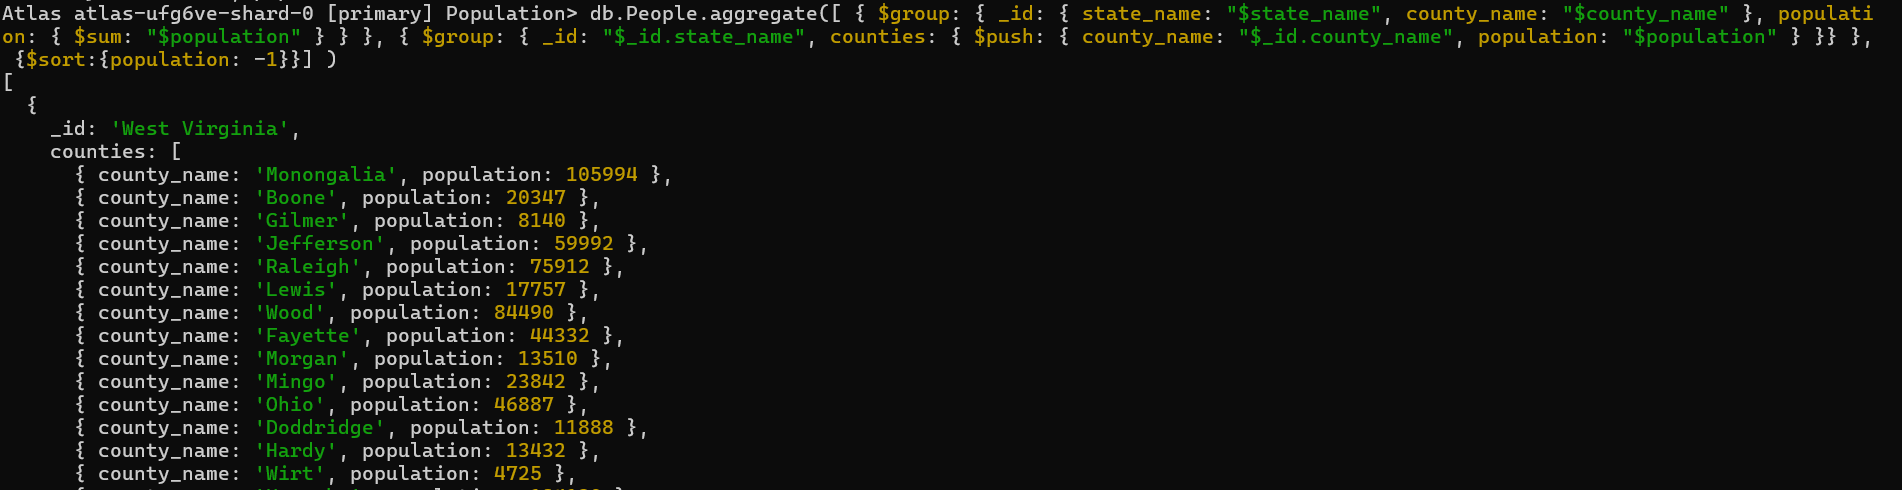 Atlas atlas-ufg6ve-shard-0 [primary] Population> db.People.aggregate([ { $group: { _id: { state_name: "$state_name", county_name: "$county_name" }, populati
on: { $sum: "$population" } } }, { $group: { _id: "$_id.state_name", counties: { $push: { county_name: "$_id.county_name", population: "$population" } }} },
 {$sort:{population: -1}}] )
[
  {
    _id: 'West Virginia',
    counties: [
      { county_name: 'Monongalia', population: 105994 },
      { county_name: 'Boone', population: 20347 },
      { county_name: 'Gilmer', population: 8140 },
      { county_name: 'Jefferson', population: 59992 },
      { county_name: 'Raleigh', population: 75912 },
      { county_name: 'Lewis', population: 17757 },
      { county_name: 'Wood', population: 84490 },
      { county_name: 'Fayette', population: 44332 },
      { county_name: 'Morgan', population: 13510 },
      { county_name: 'Mingo', population: 23842 },
      { county_name: 'Ohio', population: 46887 },
      { county_name: 'Doddridge', population: 11888 },
      { county_name: 'Hardy', population: 13432 },
      { county_name: 'Wirt', population: 4725 },